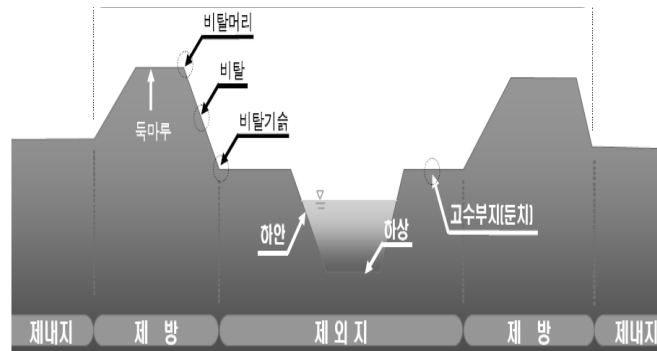 비탈머리
비탈
둑마루
비탈기슭
하안
하상
고수부지(둔치)
제내지
제 방
제 외 지
제 방
제내지